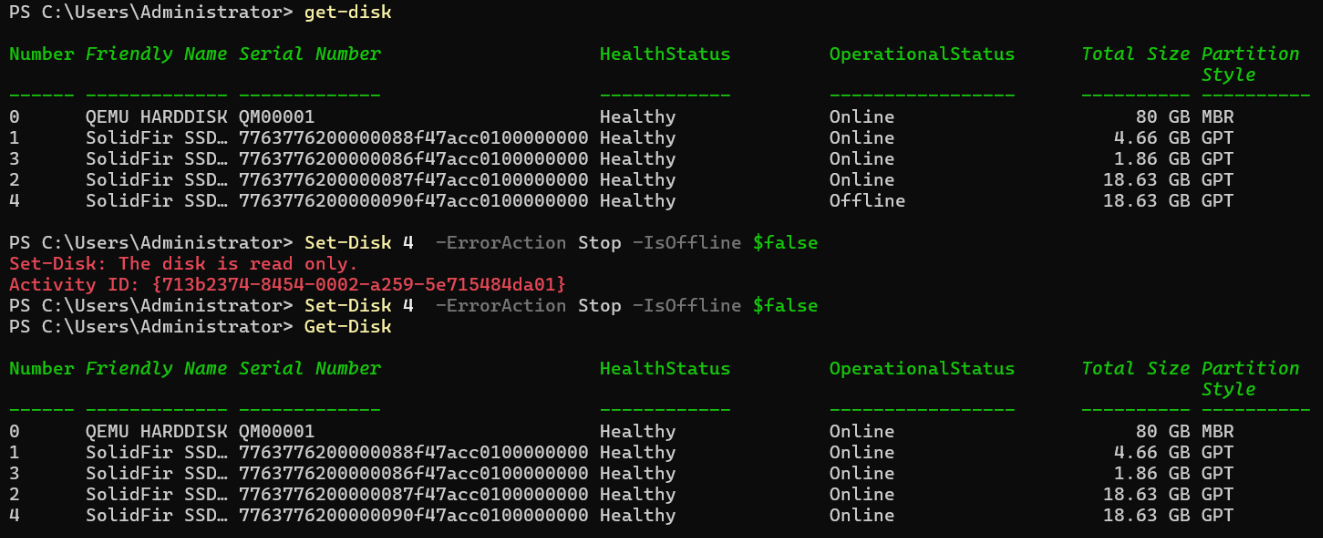 PS C:\Users\Administrator> get-disk
Number Friendly Name Serial Number HealthStatus OperationalStatus Total Size Partition
Style
------ ------------- ------------- ------------ ----------------- ---------- ----------
0 QEMU HARDDISK QM00001 Healthy Online 80 GB MBR
1 SolidFir SSD… 7763776200000088f47acc0100000000 Healthy Online 4.66 GB GPT
3 SolidFir SSD… 7763776200000086f47acc0100000000 Healthy Online 1.86 GB GPT
2 SolidFir SSD… 7763776200000087f47acc0100000000 Healthy Online 18.63 GB GPT
4 SolidFir SSD… 7763776200000090f47acc0100000000 Healthy Offline 18.63 GB GPT
PS C:\Users\Administrator> Set-Disk 4  -ErrorAction Stop -IsOffline $false
Set-Disk: The disk is read only.
Activity ID: {713b2374-8454-0002-a259-5e715484da01}
PS C:\Users\Administrator> Set-Disk 4  -ErrorAction Stop -IsOffline $false
PS C:\Users\Administrator> Get-Disk
Number Friendly Name Serial Number HealthStatus OperationalStatus Total Size Partition
Style
------ ------------- ------------- ------------ ----------------- ---------- ----------
0 QEMU HARDDISK QM00001 Healthy Online 80 GB MBR
1 SolidFir SSD… 7763776200000088f47acc0100000000 Healthy Online 4.66 GB GPT
3 SolidFir SSD… 7763776200000086f47acc0100000000 Healthy Online 1.86 GB GPT
2 SolidFir SSD… 7763776200000087f47acc0100000000 Healthy Online 18.63 GB GPT
4 SolidFir SSD… 7763776200000090f47acc0100000000 Healthy Online 18.63 GB GPT